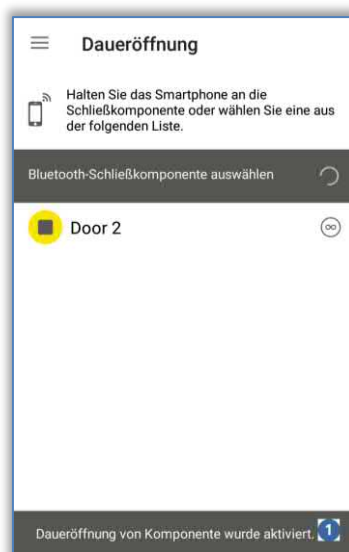 Daueröffnung
Halten Sie das Smartphone an die
Schließkomponente oder wählen Sie eine aus
der folgenden Liste.
Bluetooth-Schließkomponente auswählen
Door 2
Daueröffnung von Komponente wurde aktiviert. 1